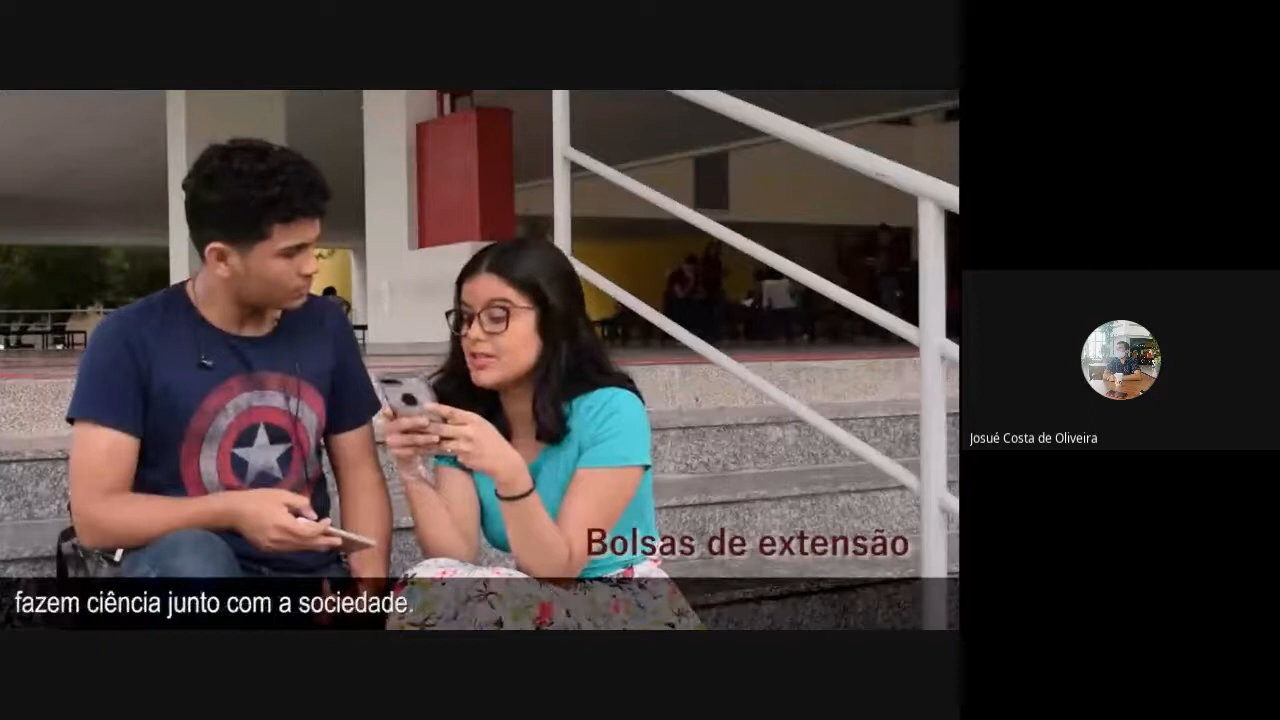 Bolsas de extensão
fazem ciência junto com a sociedade.
Josué Costa de Oliveira